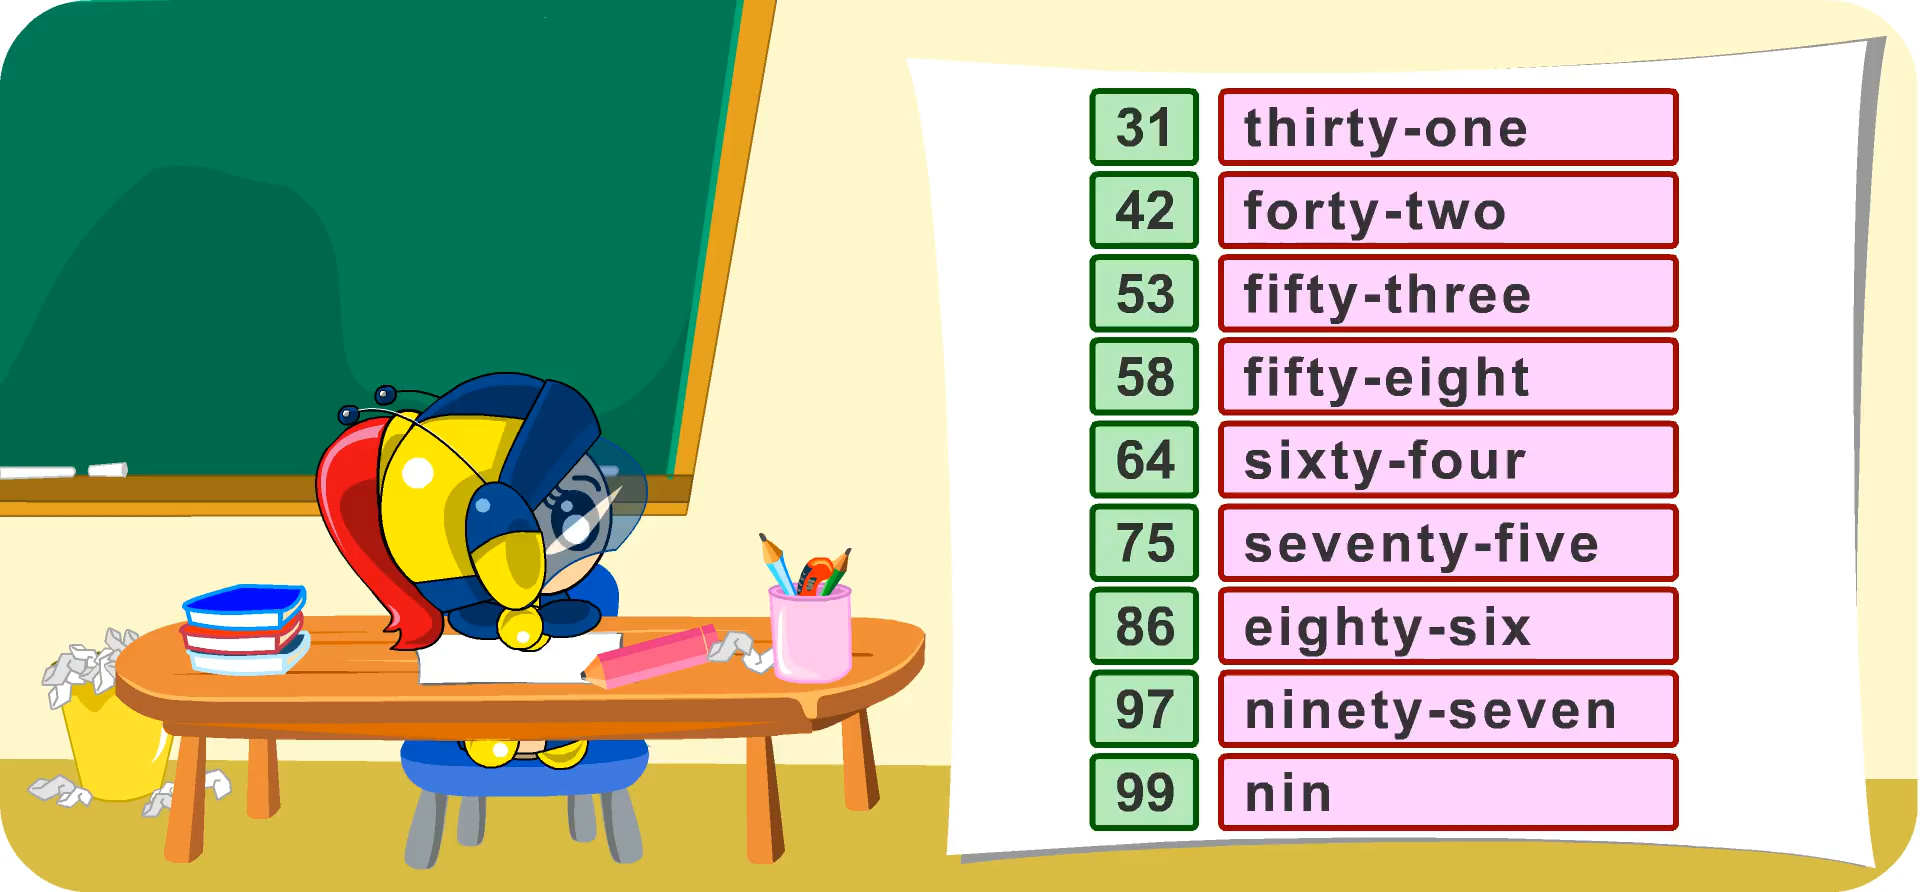 31 thirty-one
42 forty-two
53 fifty-three
58 fifty-eight
64 sixty-four
75 seventy-five
86 eighty-six
97 ninety-seven
99 nin